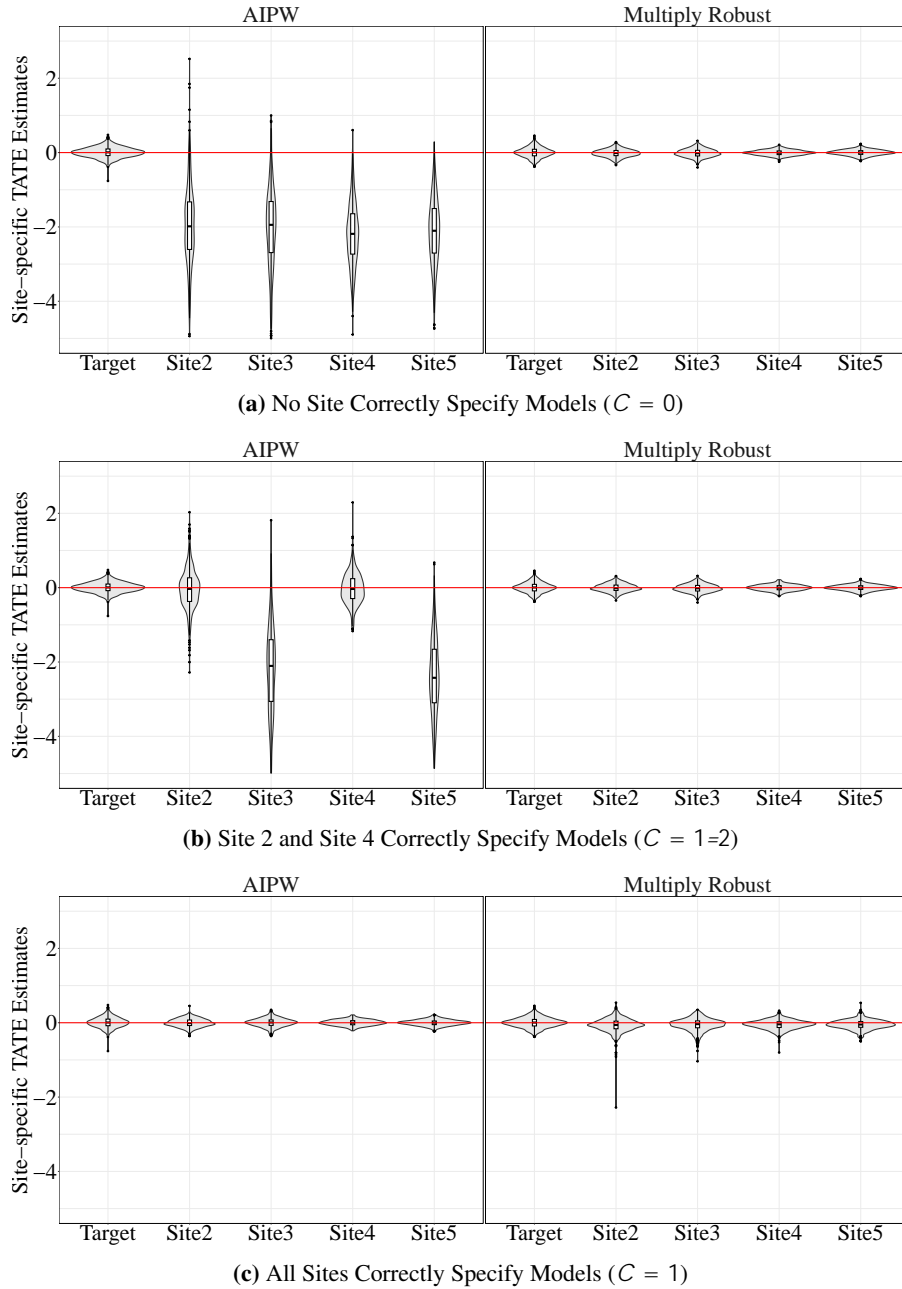 AIPW Multiply Robust
Site−specific TATE Estimates
2
0
−2
−4
Target Site2 Site3 Site4 Site5 Target Site2 Site3 Site4 Site5
(a) No Site Correctly Specify Models (C = 0)
AIPW Multiply Robust
Site−specific TATE Estimates
2
0
−2
−4
Target Site2 Site3 Site4 Site5 Target Site2 Site3 Site4 Site5
(b) Site 2 and Site 4 Correctly Specify Models (C = 1=2)
AIPW Multiply Robust
Site−specific TATE Estimates
2
0
−2
−4
Target Site2 Site3 Site4 Site5 Target Site2 Site3 Site4 Site5
(c) All Sites Correctly Specify Models (C = 1)